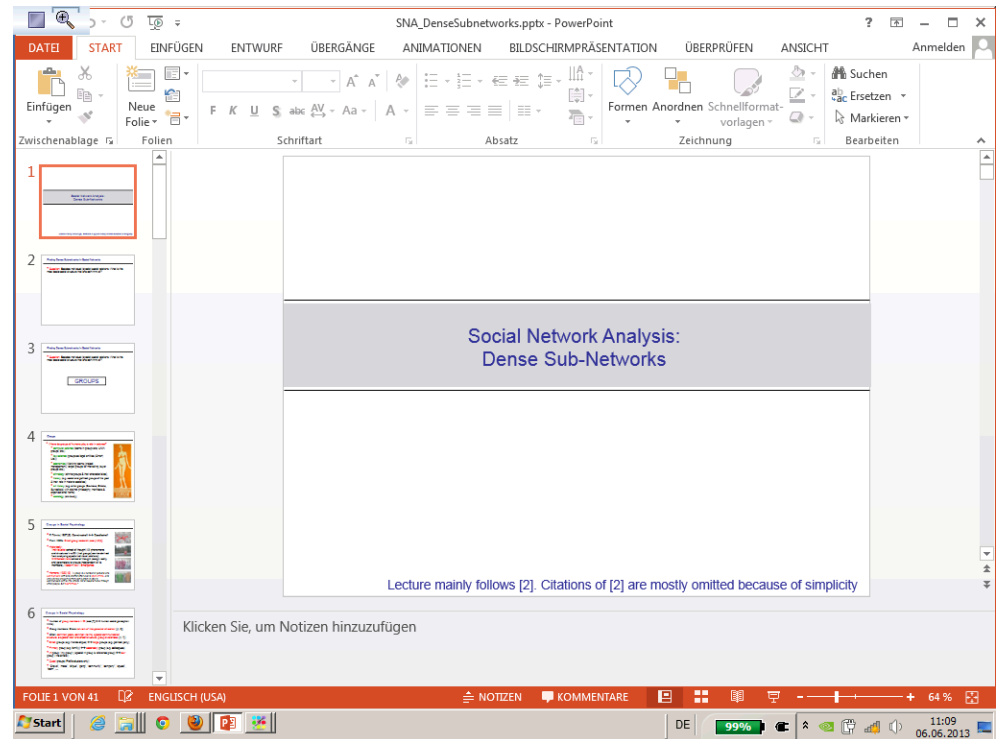 SNA_DenseSubnetworks.pptx - PowerPoint
?
DATEI START EINFÜGEN ENTWURF ÜBERGÄNGE ANIMATIONEN BILDSCHIRMPRÄSENTATION ÜBERPRÜFEN ANSICHT Anmelden
Einfügen
Neue
Folie
F K U S abc AV Aa A
Formen Anordnen Schnellformat-
vorlagen
Suchen
Ersetzen
Markieren
Zwischenablage Folien Schriftart Absatz Zeichnung Bearbeiten
1
2
3
GROUPS
4
5
6
Social Network Analysis:
Dense Sub-Networks
Lecture mainly follows [2]. Citations of [2] are mostly omitted because of simplicity
Klicken Sie, um Notizen hinzuzufügen
FOLIE 1 VON 41 ENGLISCH (USA) NOTIZEN KOMMENTARE 64 %
Start DE 99% 11:09
06.06.2013